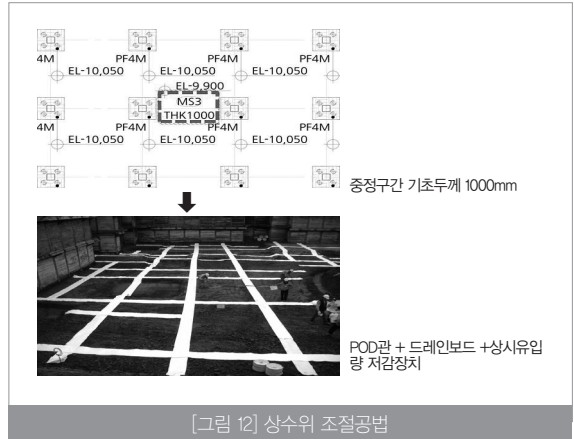 4M PF4M PF4M PF4M
EL-10,050 EL-10,050 EL-10,050
EL-9,900
MS3
THK1000
4M PF4M PF4M PF4M
EL-10,050 EL-10,050 EL-10,050
중정구간 기초두께 1000mm
POD관 + 드레인보드 +상시유입
량 저감장치
[그림 12] 상수위 조절공법